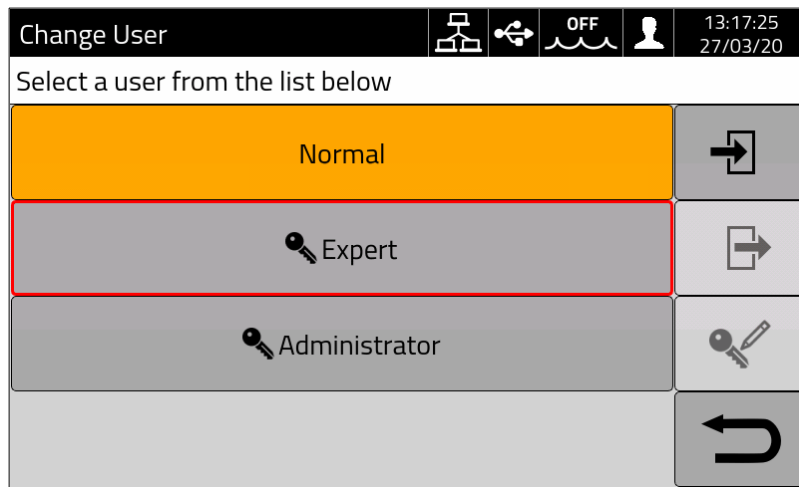 Change User
OFF
13:17:25
27/03/20
Select a user from the list below
Normal
Expert
Administrator